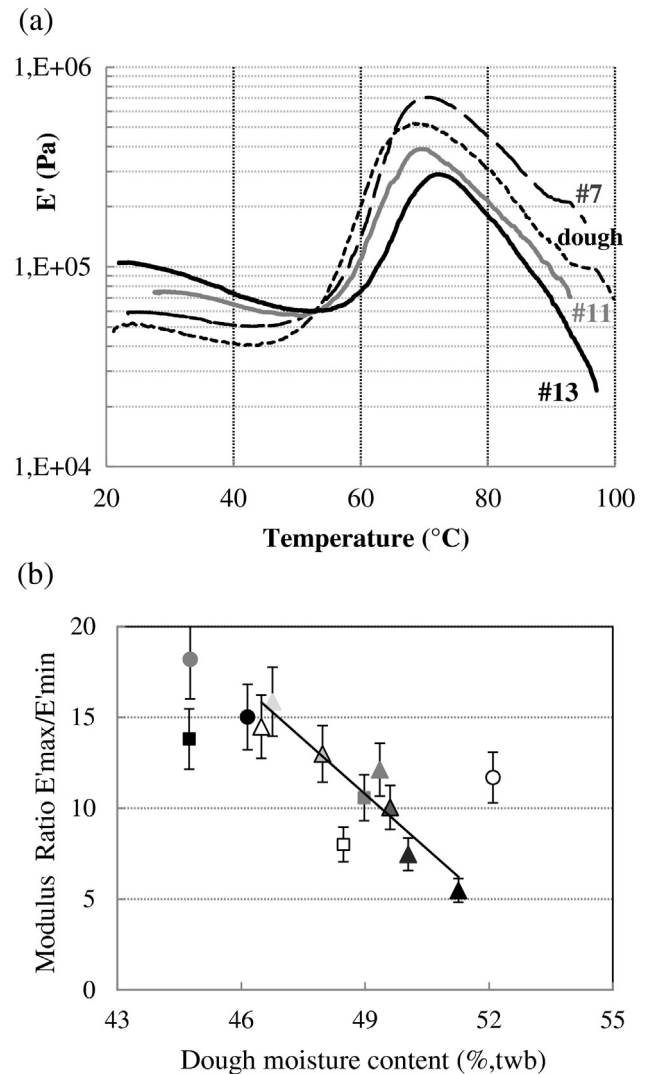 (a)
1,E+06
E' (Pa)
#7
dough
1,E+05
#11
#13
1,E+04
20 40 60 80 100
Temperature (°C)
(b)
20
15
10
5
0
Modulus Ratio E'max/E'min
43 46 49 52 55
Dough moisture content (%,twb)